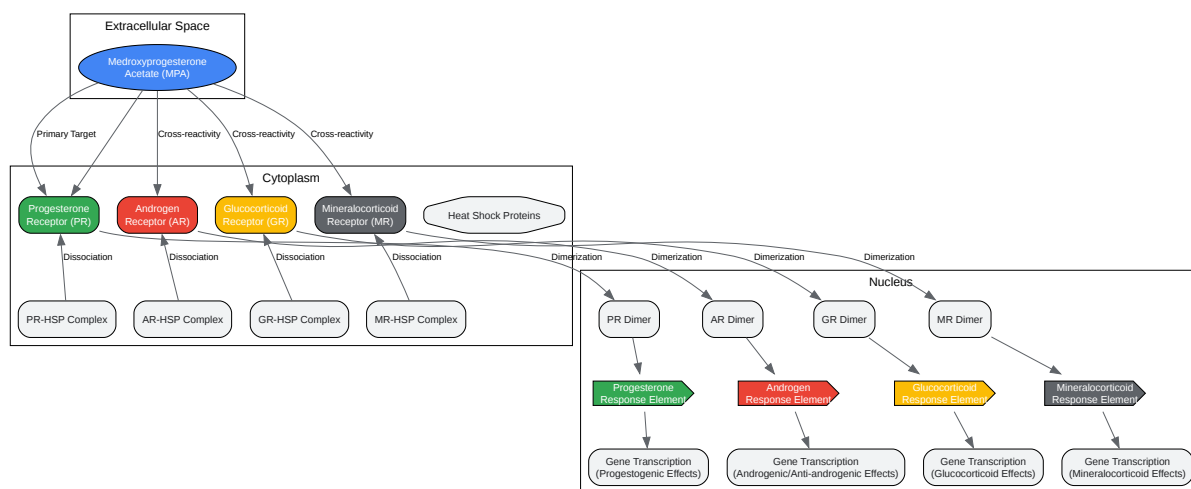 Extracellular Space
Medroxyprogesterone
Acetate (MPA)
Primary Target
Cross-reactivity
Cross-reactivity
Cross-reactivity
Cytoplasm
Progesterone
Receptor (PR)
Androgen
Receptor (AR)
Glucocorticoid
Receptor (GR)
Mineralocorticoid
Receptor (MR)
Heat Shock Proteins
Dissociation
Dissociation
Dissociation
Dissociation
Dimerization
Dimerization
Dimerization
Dimerization
Nucleus
PR-HSP Complex
AR-HSP Complex
GR-HSP Complex
MR-HSP Complex
PR Dimer
AR Dimer
GR Dimer
MR Dimer
Progesterone
Response Element
Androgen
Response Element
Glucocorticoid
Response Element
Mineralocorticoid
Response Element
Gene Transcription
(Progestogenic Effects)
Gene Transcription
(Androgenic/Anti-androgenic Effects)
Gene Transcription
(Glucocorticoid Effects)
Gene Transcription
(Mineralocorticoid Effects)